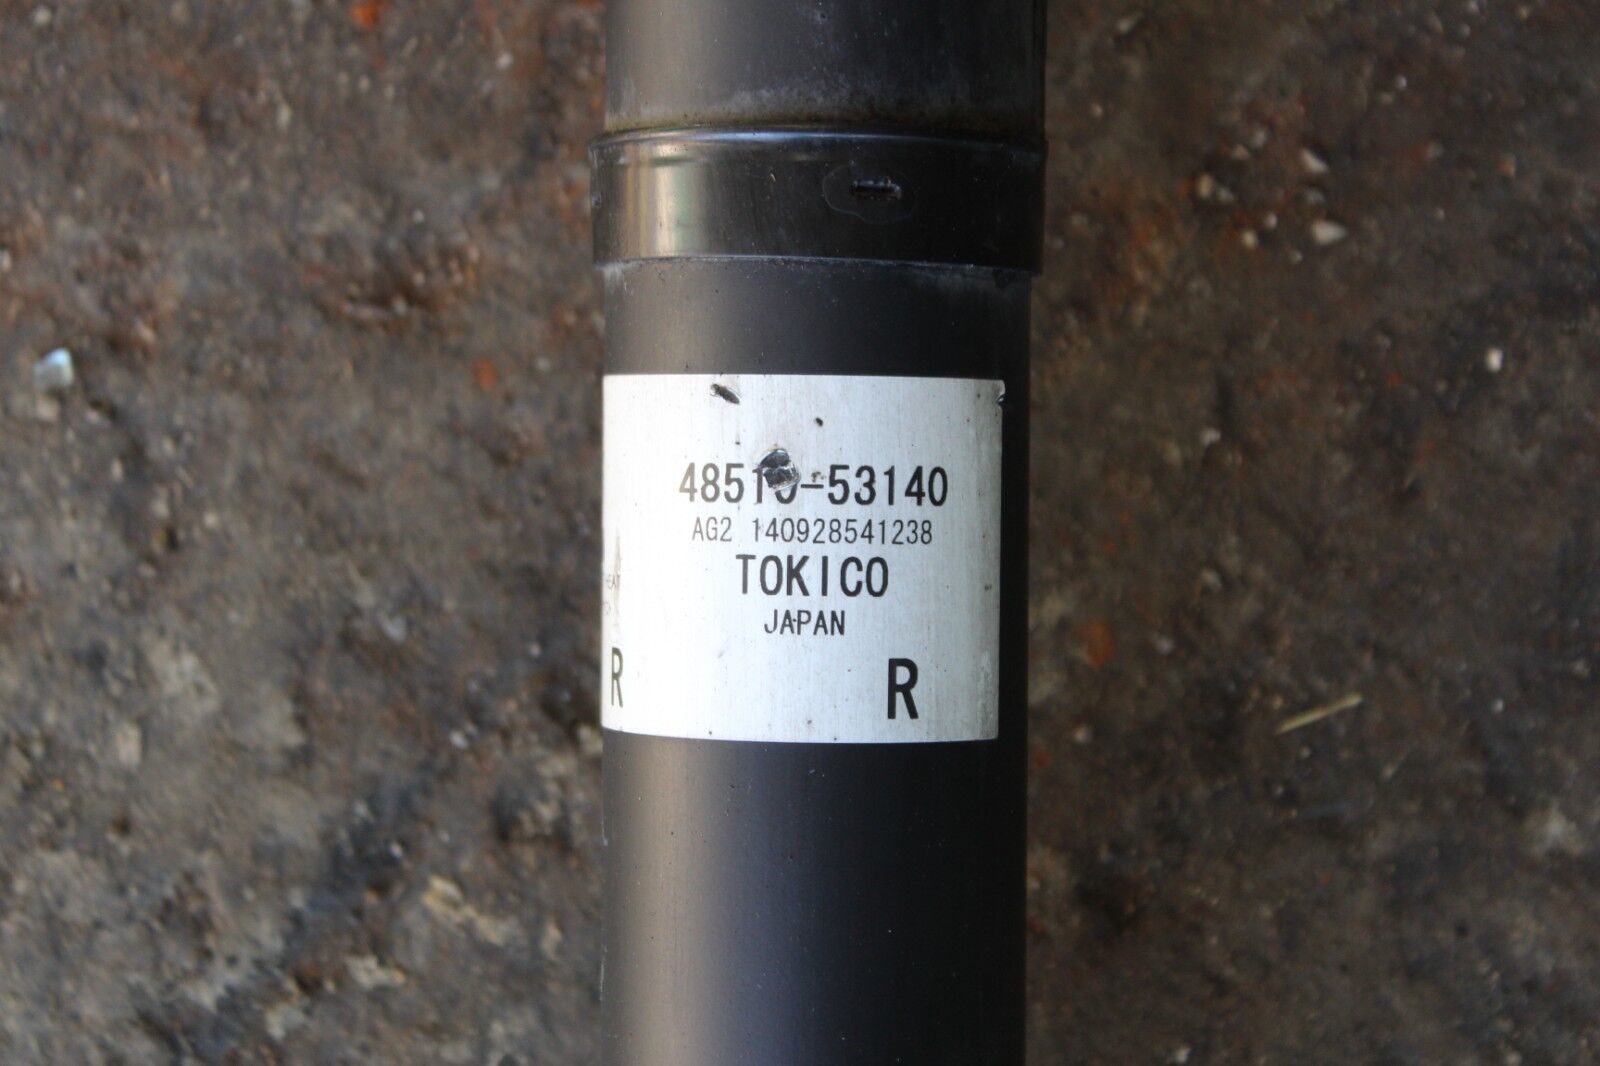 48510-53140
AG2 140928541238
TOKICO
JAPAN
R R